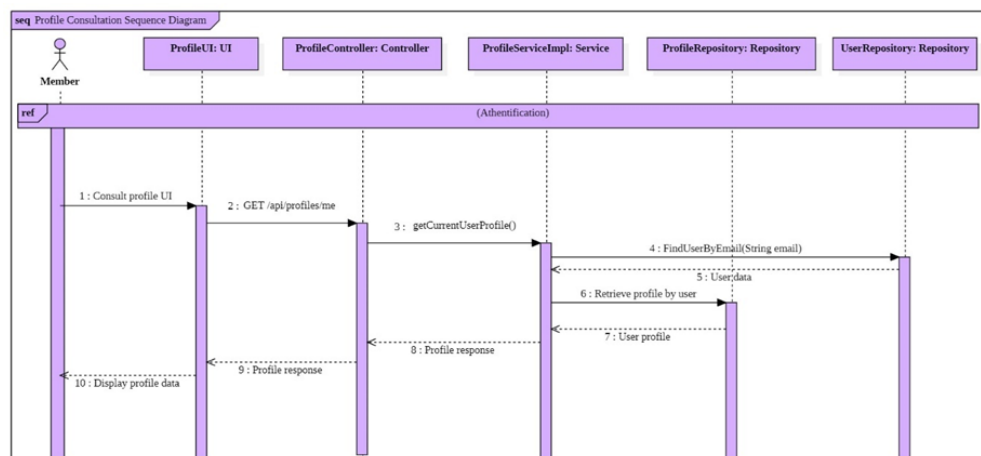 seq Profile Consultation Sequence Diagram
Member
ProfileUI: UI
ProfileController: Controller
ProfileServiceImpl: Service
ProfileRepository: Repository
UserRepository: Repository
ref
(Athentification)
1 : Consult profile UI
2 : GET /api/profiles/me
3 : getCurrentUserProfile()
4 : FindUserByEmail(String email)
5 : User data
6 : Retrieve profile by user
7 : User profile
8 : Profile response
9 : Profile response
10 : Display profile data